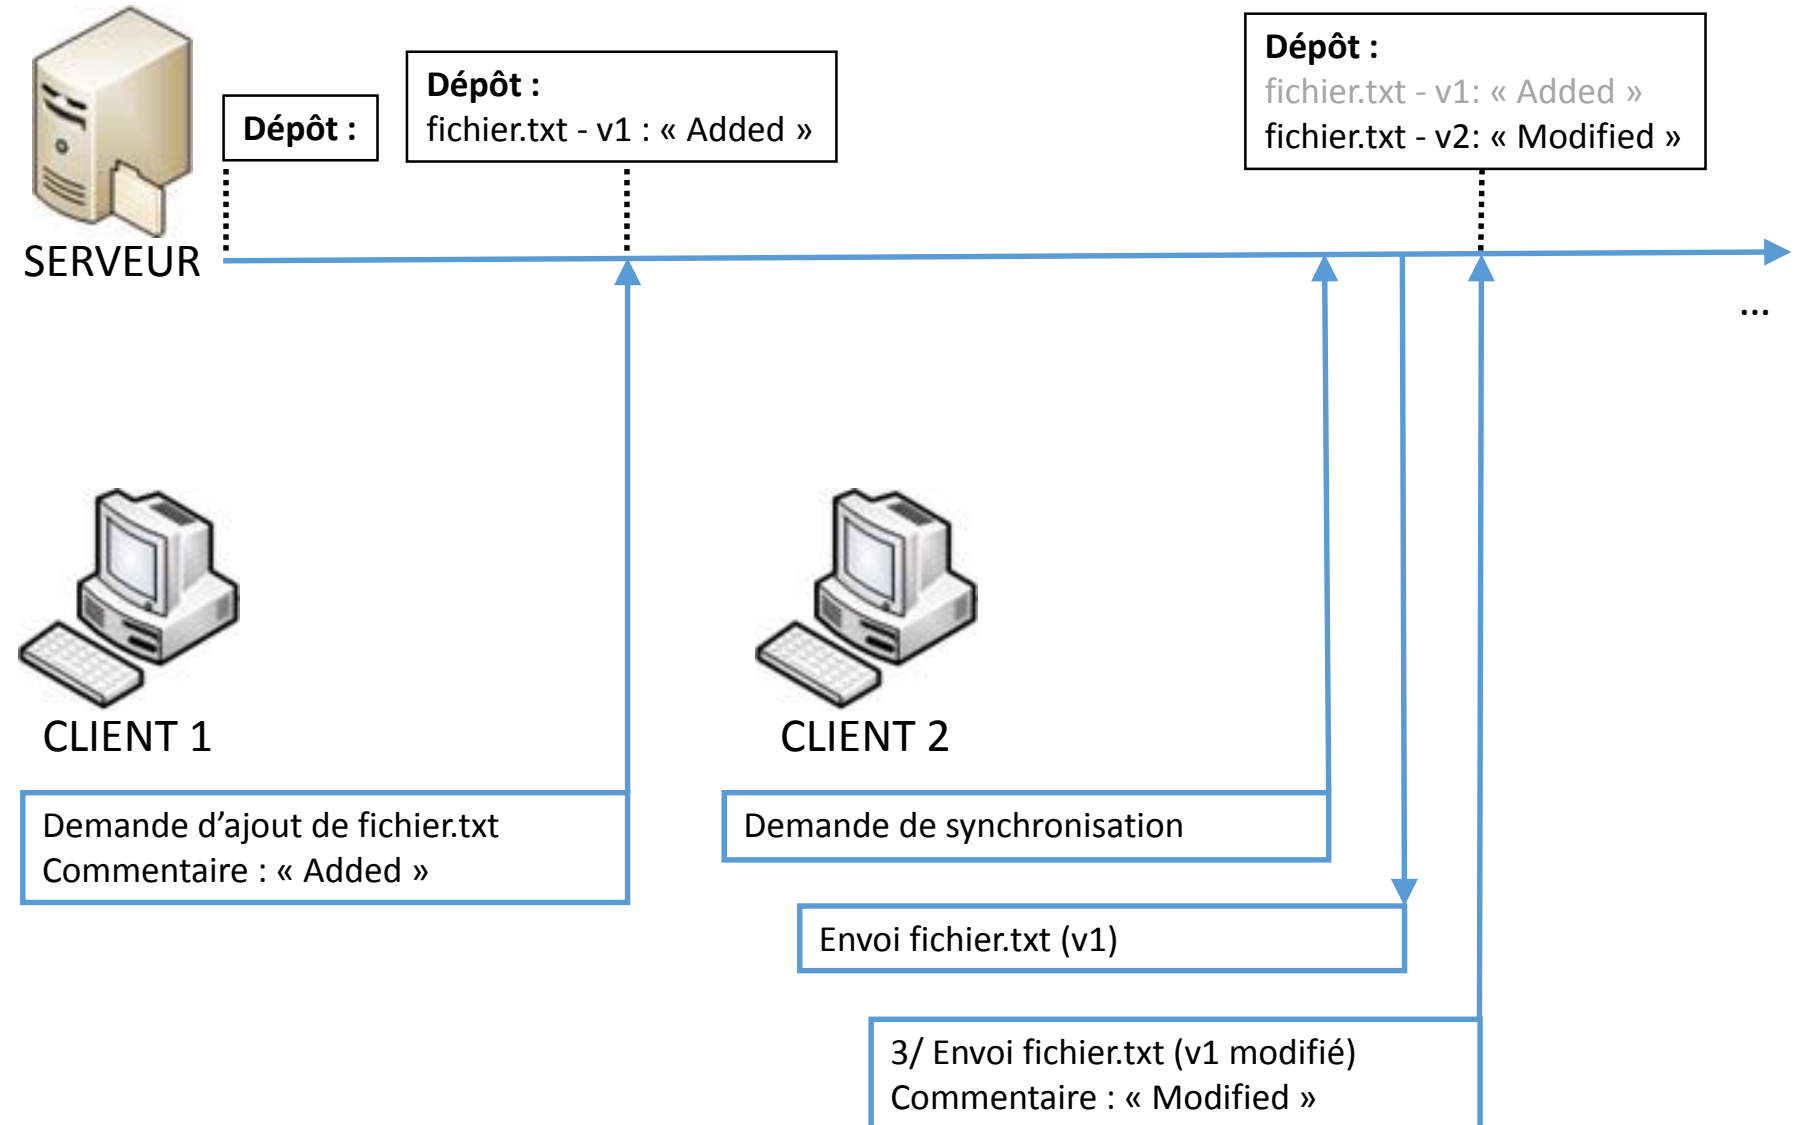 Dépôt :
Dépôt :
fichier.txt - v1 : « Added »
Dépôt :
fichier.txt - v1: « Added »
fichier.txt - v2: « Modified »
SERVEUR
...
CLIENT 1
CLIENT 2
Demande d’ajout de fichier.txt
Commentaire : « Added »
Demande de synchronisation
Envoi fichier.txt (v1)
3/ Envoi fichier.txt (v1 modifié)
Commentaire : « Modified »